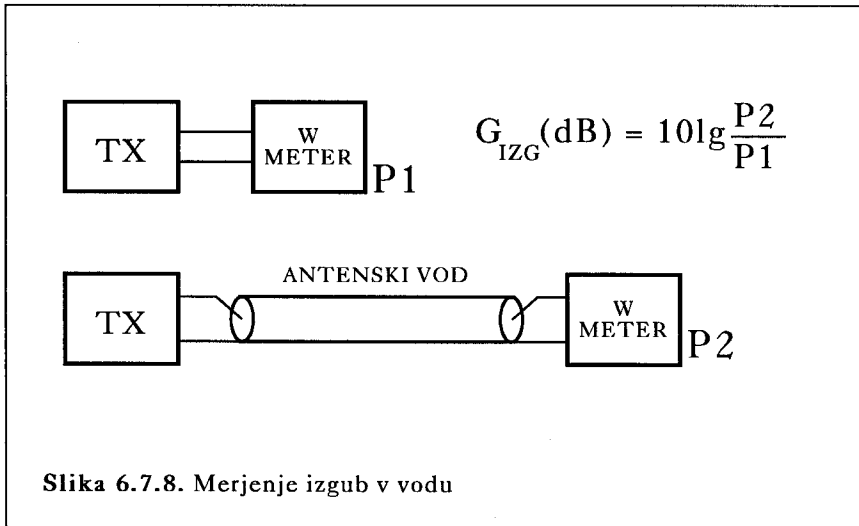 TX
W
METER
P1
G_IZG(dB) = 10lg P2/P1
ANTENSKI VOD
TX
W
METER
P2
Slika 6.7.8. Merjenje izgub v vodu